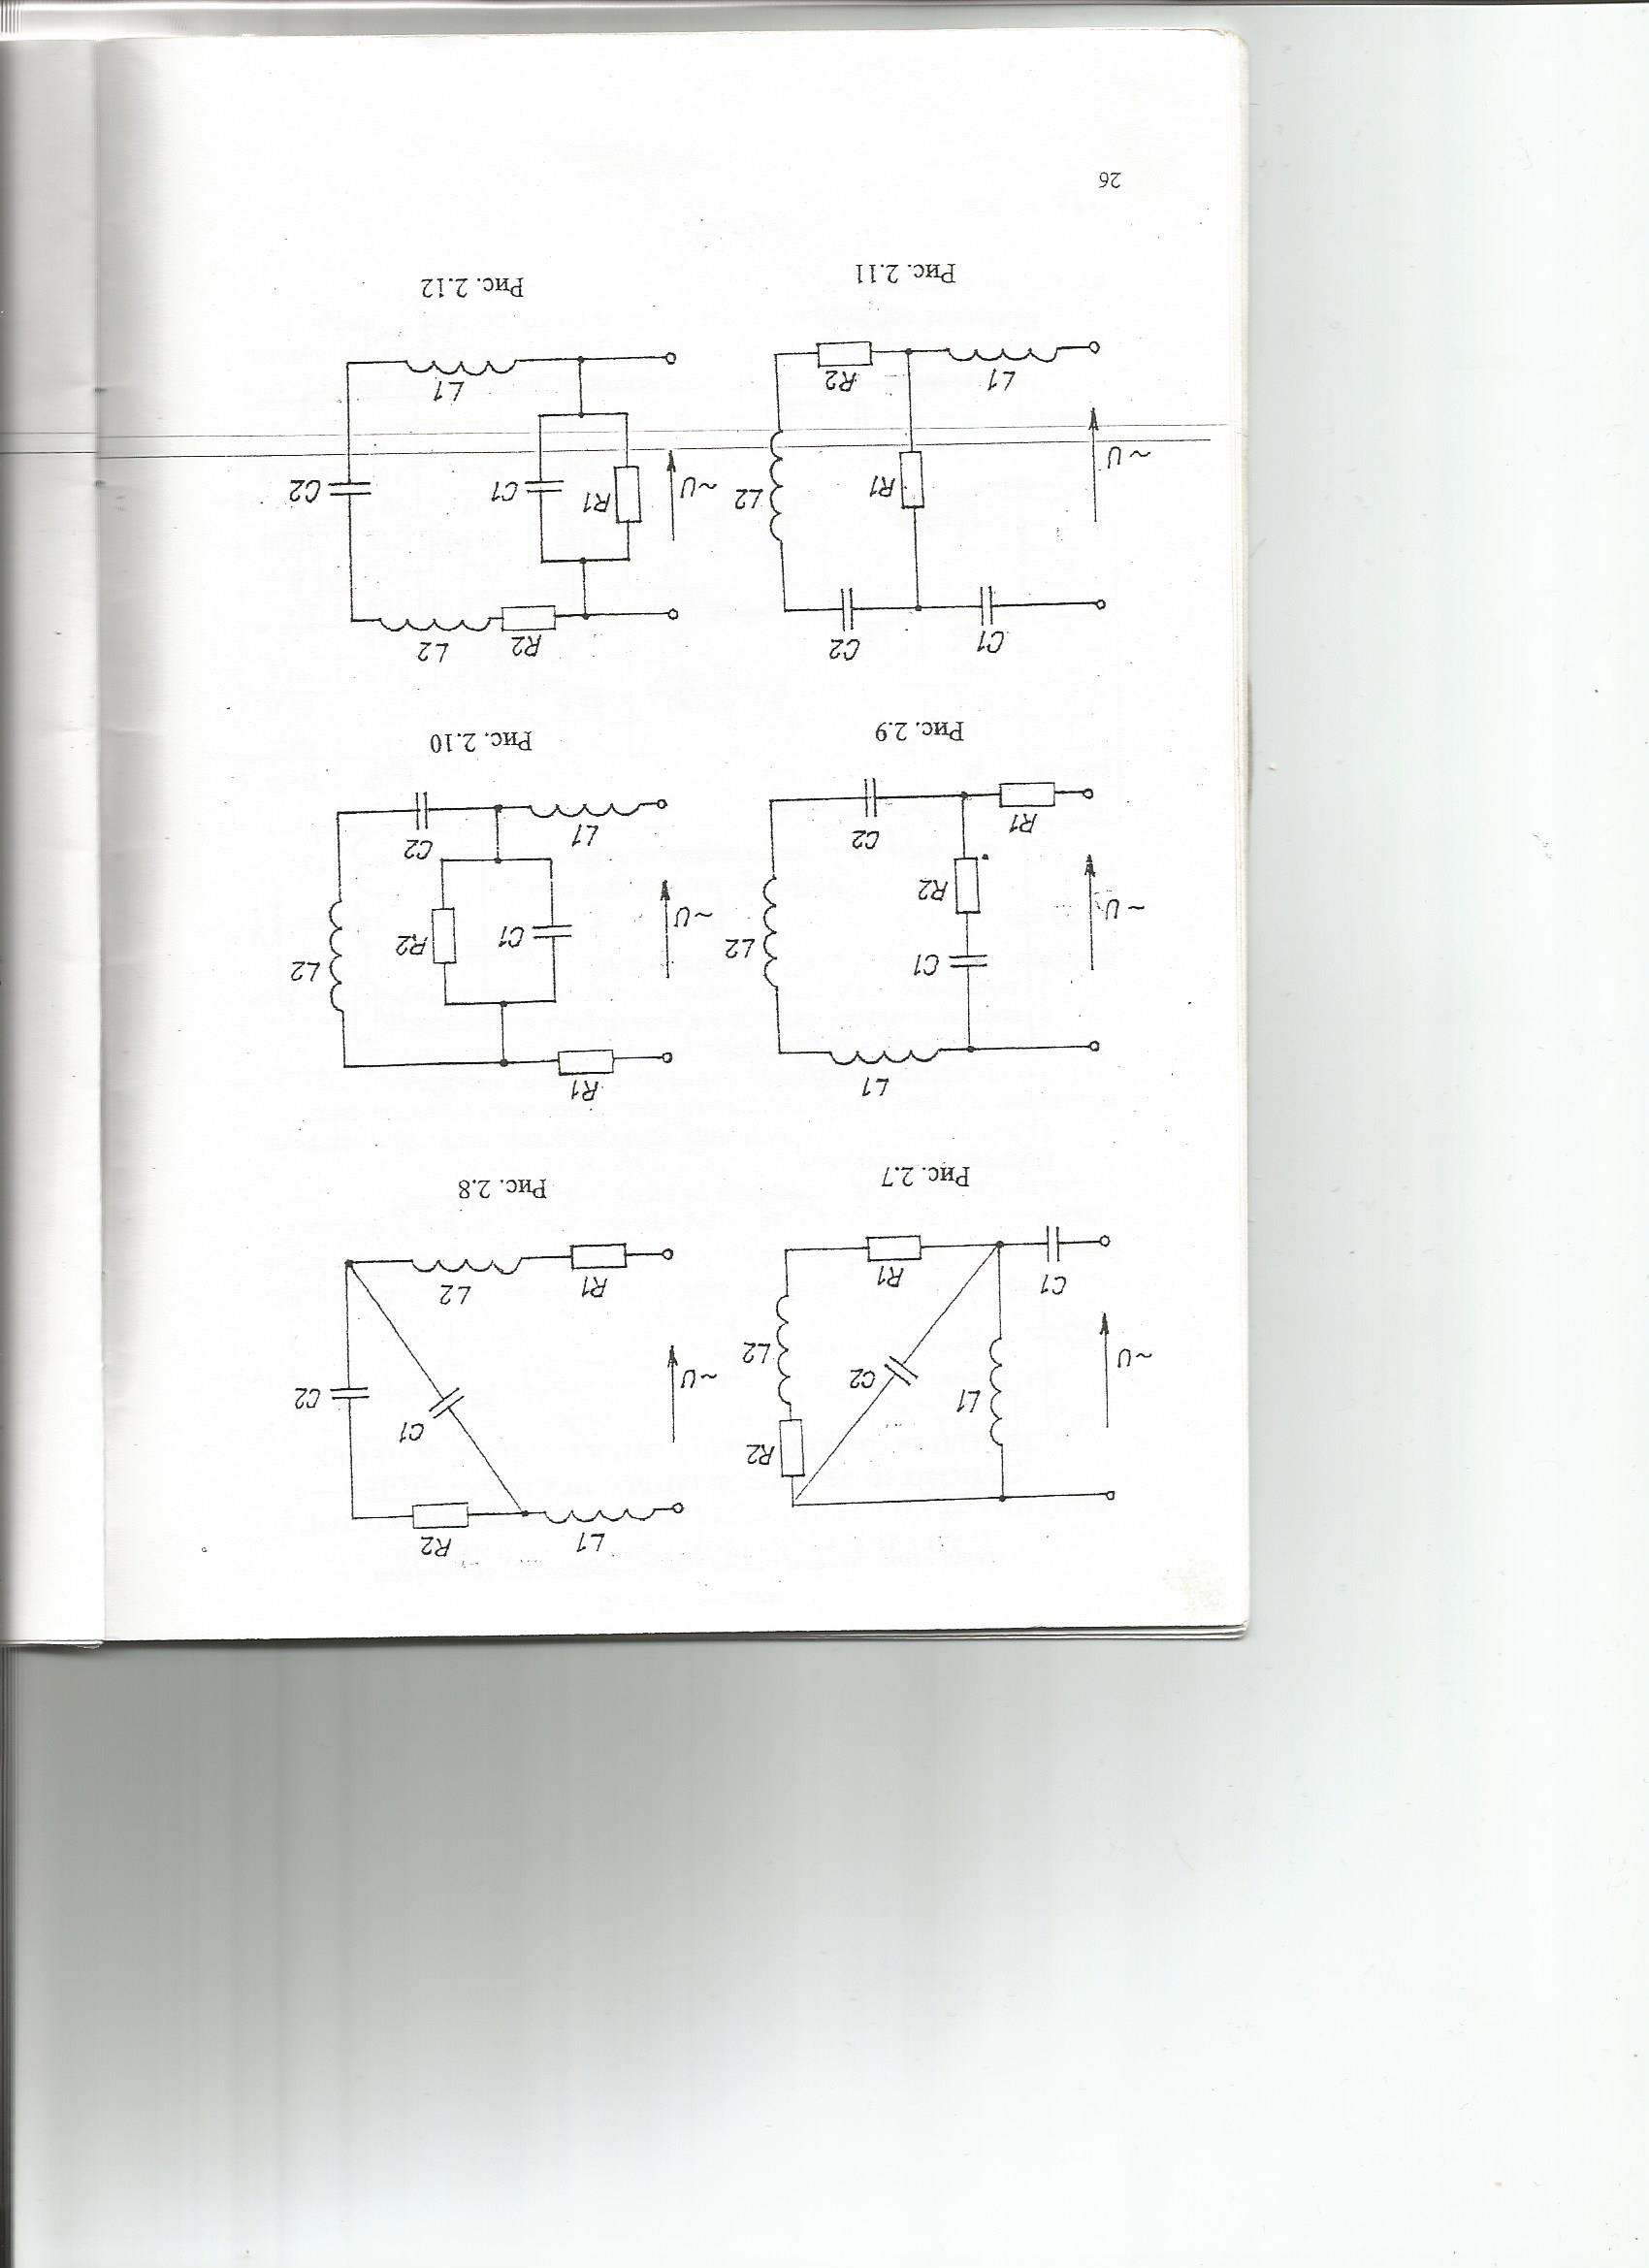 R2
L1
C2
~U
L2
C1
R1
Рис. 2.7
L1
R2
C1
C2
~U
R1
L2
Рис. 2.8
L1
C1
L2
~U
R2
C2
R1
Рис. 2.9
R1
L2
C1
R2
~U
C2
L1
Рис. 2.10
C1
C2
L2
R1
~U
L1
R2
Рис. 2.11
R2
L2
R1
C1
C2
~U
L1
Рис. 2.12
26